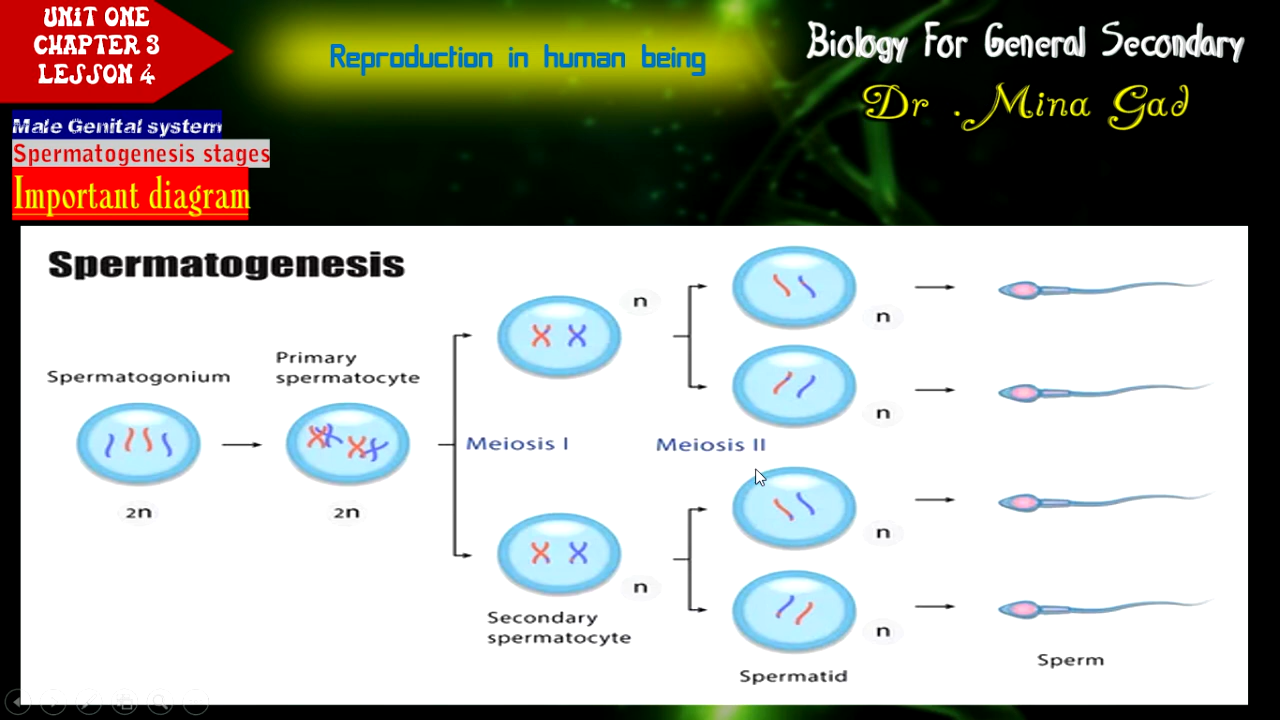 UNIT ONE
CHAPTER 3
LESSON 4
Reproduction in human being
Biology For General Secondary
Dr . Mina Gad
Male Genital system
Spermatogenesis stages
Important diagram
Spermatogenesis
Spermatogonium
2n
Primary
spermatocyte
2n
Meiosis I
n
n
Secondary
spermatocyte
Meiosis II
n
n
n
n
Spermatid
Sperm